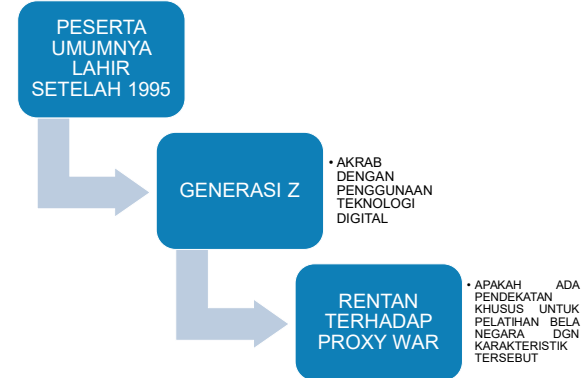 PESERTA
UMUMNYA
LAHIR
SETELAH 1995
GENERASI Z
• AKRAB
DENGAN
PENGGUNAAN
TEKNOLOGI
DIGITAL
RENTAN
TERHADAP
PROXY WAR
• APAKAH ADA
PENDEKATAN
KHUSUS UNTUK
PELATIHAN BELA
NEGARA DGN
KARAKTERISTIK
TERSEBUT